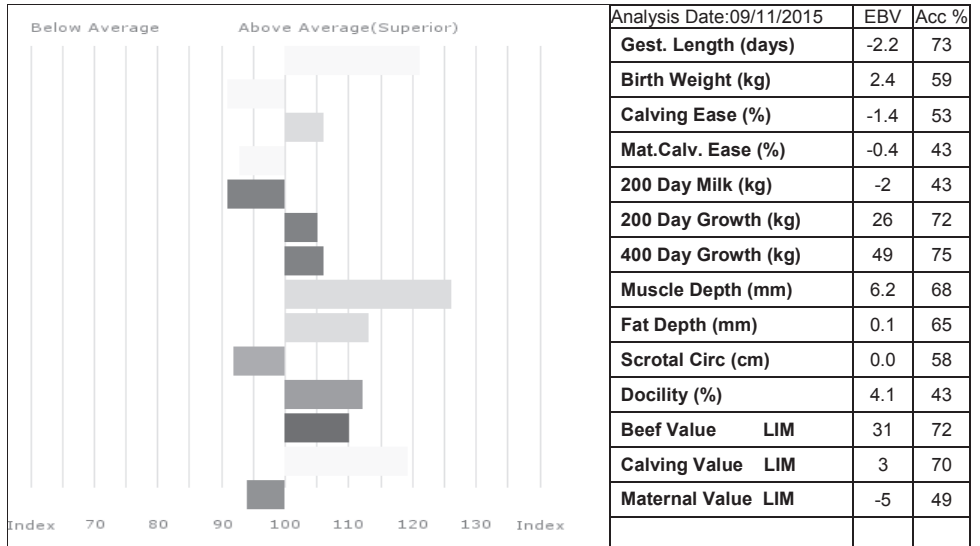 Below Average Above Average(Superior)
Index 70 80 90 100 110 120 130 Index
Analysis Date:09/11/2015 EBV Acc %
Gest. Length (days) -2.2 73
Birth Weight (kg) 2.4 59
Calving Ease (%) -1.4 53
Mat.Calv. Ease (%) -0.4 43
200 Day Milk (kg) -2 43
200 Day Growth (kg) 26 72
400 Day Growth (kg) 49 75
Muscle Depth (mm) 6.2 68
Fat Depth (mm) 0.1 65
Scrotal Circ (cm) 0.0 58
Docility (%) 4.1 43
Beef Value LIM 31 72
Calving Value LIM 3 70
Maternal Value LIM -5 49